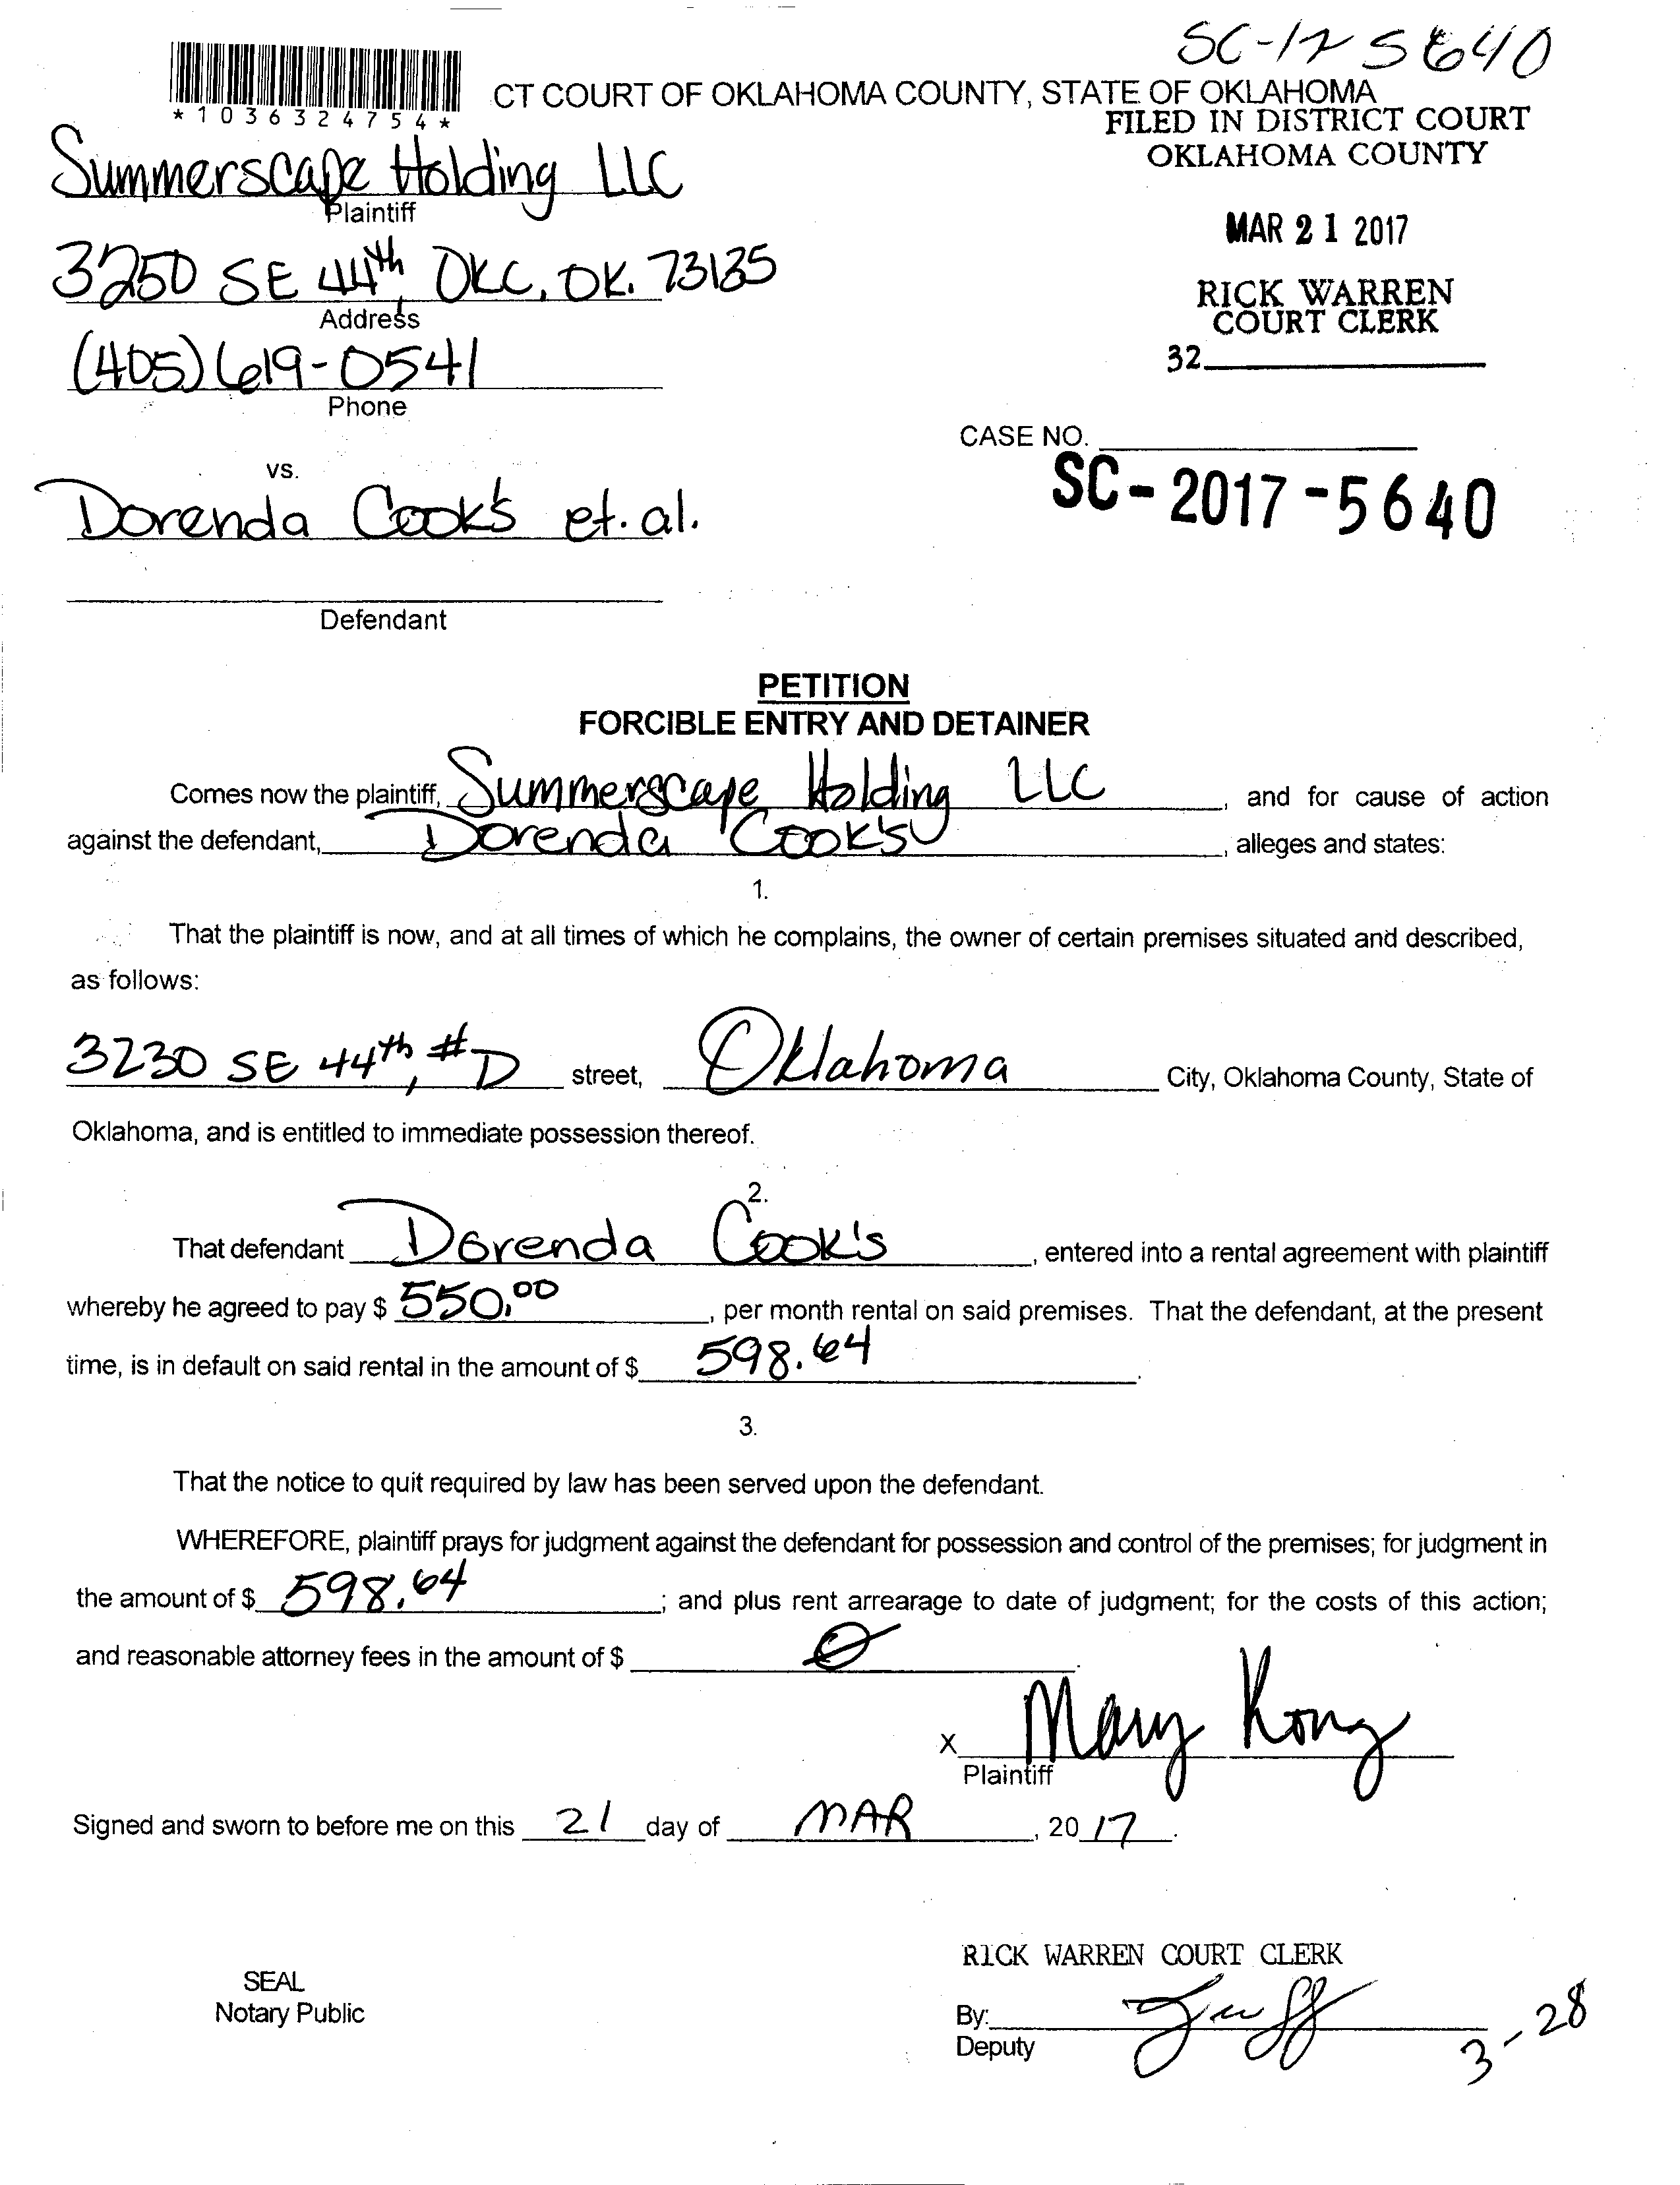 SC-17 5640
*1036324754*
CT COURT OF OKLAHOMA COUNTY, STATE OF OKLAHOMA
FILED IN DISTRICT COURT
OKLAHOMA COUNTY
Summerscape Holding LLC
Plaintiff
MAR 21 2017
3250 SE 44th, OKC, OK. 73135
Address
RICK WARREN
COURT CLERK
32
(405) 619-0541
Phone
CASE NO.
SC-2017-5640
vs.
Dorenda Cook's et. al.
Defendant
PETITION
FORCIBLE ENTRY AND DETAINER
Comes now the plaintiff, Summerscape Holding LLC, and for cause of action
against the defendant, Dorenda Cook's, alleges and states:
1.
That the plaintiff is now, and at all times of which he complains, the owner of certain premises situated and described,
as follows:
3230 SE 44th, #D street, Oklahoma City, Oklahoma County, State of
Oklahoma, and is entitled to immediate possession thereof.
2.
That defendant Dorenda Cook's, entered into a rental agreement with plaintiff
whereby he agreed to pay $ 550.00, per month rental on said premises. That the defendant, at the present
time, is in default on said rental in the amount of $ 598.64.
3.
That the notice to quit required by law has been served upon the defendant.
WHEREFORE, plaintiff prays for judgment against the defendant for possession and control of the premises; for judgment in
the amount of $ 598.64; and plus rent arrearage to date of judgment; for the costs of this action;
and reasonable attorney fees in the amount of $ 0.
x Mary Kong
Plaintiff
Signed and sworn to before me on this 21 day of MAR, 2017.
RICK WARREN COURT CLERK
SEAL
Notary Public
By:
Deputy
3-28